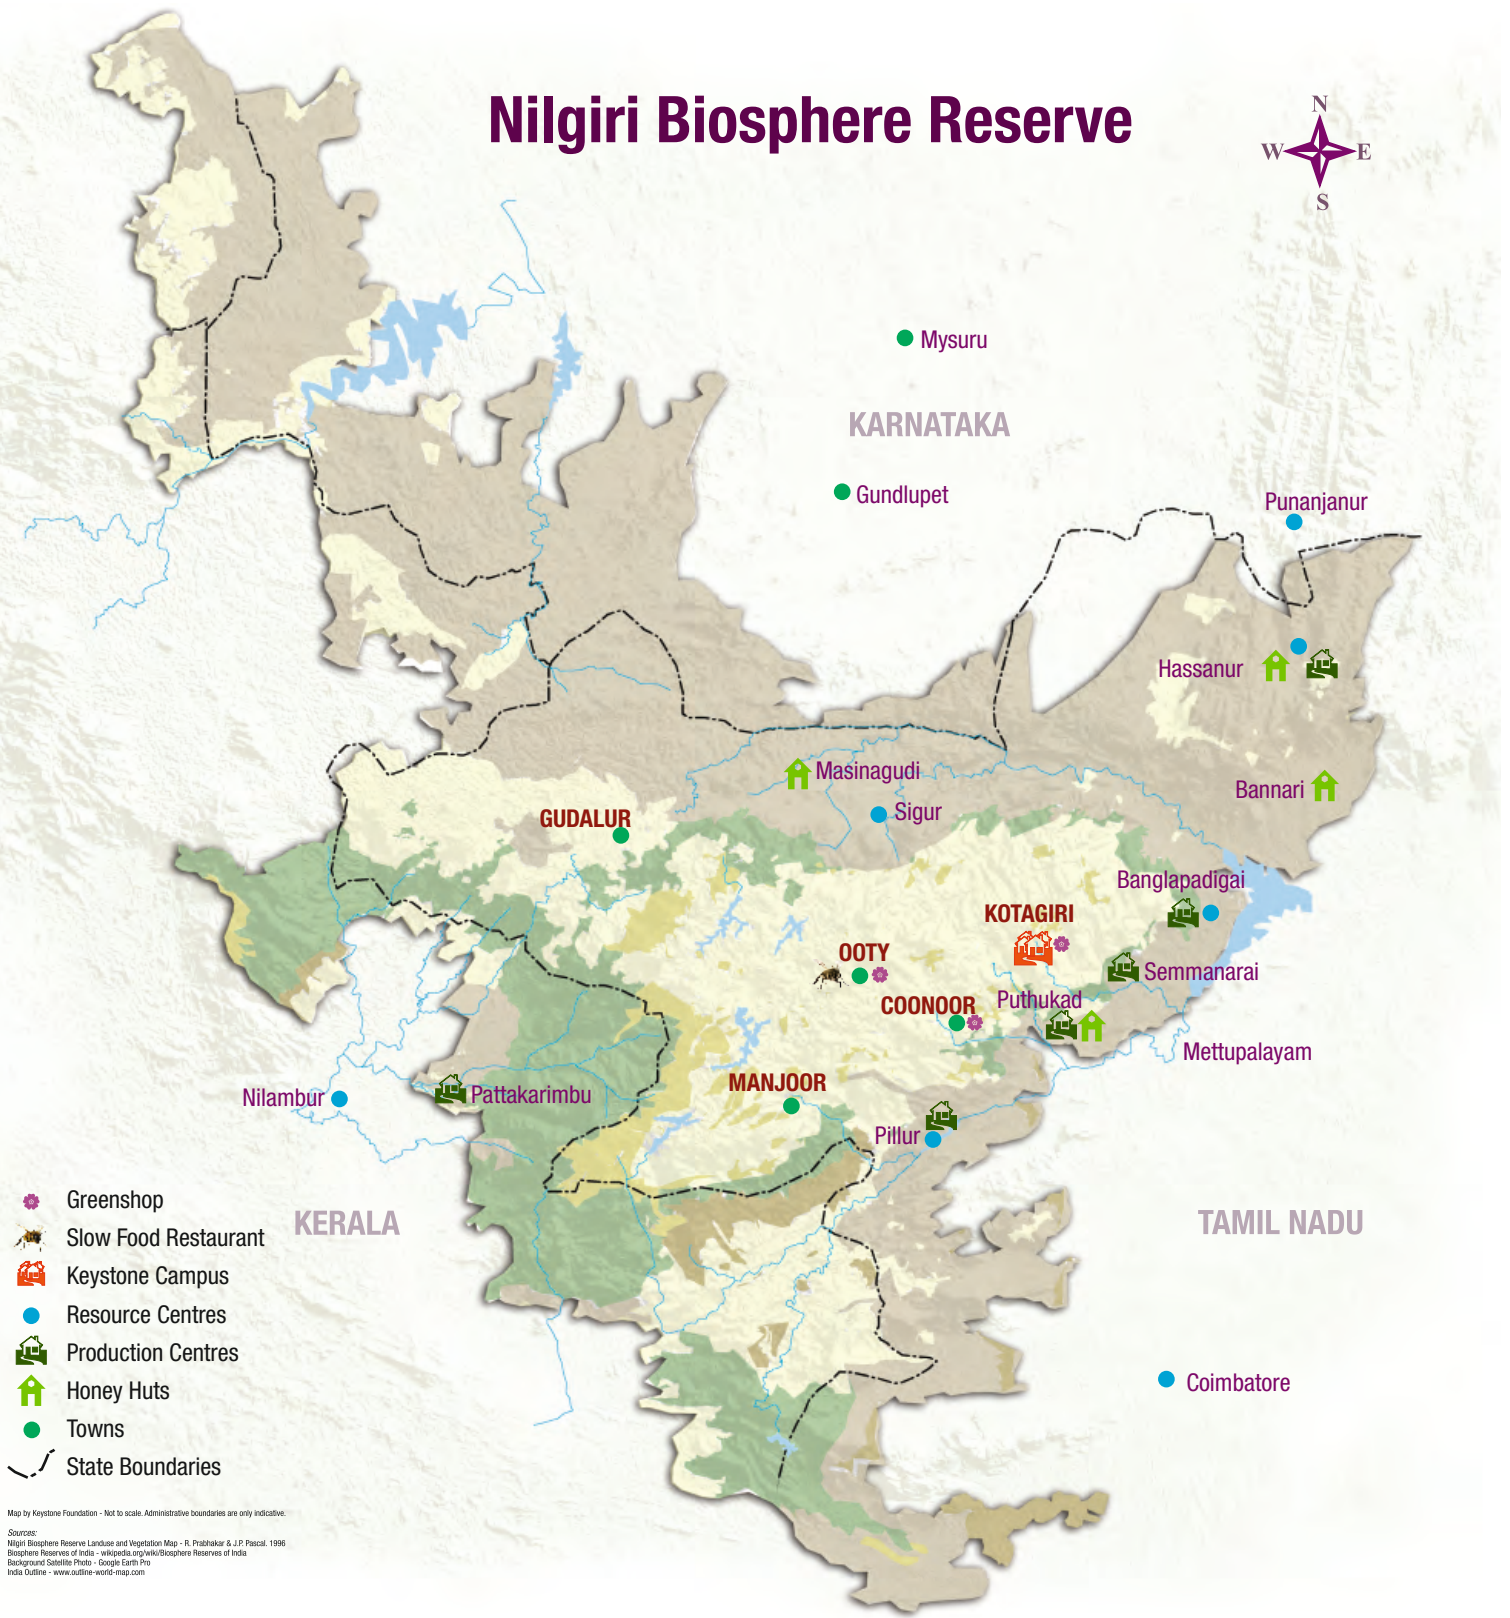 Nilgiri Biosphere Reserve
N
W
E
S
Mysuru
KARNATAKA
Gundlupet
Punanjanur
Hassanur
Masinagudi
Bannari
Sigur
GUDALUR
Banglapadigai
KOTAGIRI
OOTY
Semmanarai
COONOOR
Puthukad
Mettupalayam
MANJOOR
Nilambur
Pattakarimbu
Pillur
KERALA
TAMIL NADU
Coimbatore
Greenshop
Slow Food Restaurant
Keystone Campus
Resource Centres
Production Centres
Honey Huts
Towns
State Boundaries
Map by Keystone Foundation - Not to scale. Administrative boundaries are only indicative.
Sources:
Nilgiri Biosphere Reserve Landuse and Vegetation Map - R. Prabhakar & J.P. Pascal. 1996
Biosphere Reserves of India - wikipedia.org/wiki/Biosphere Reserves of India
Background Satellite Photo - Google Earth Pro
India Outline - www.outline-world-map.com